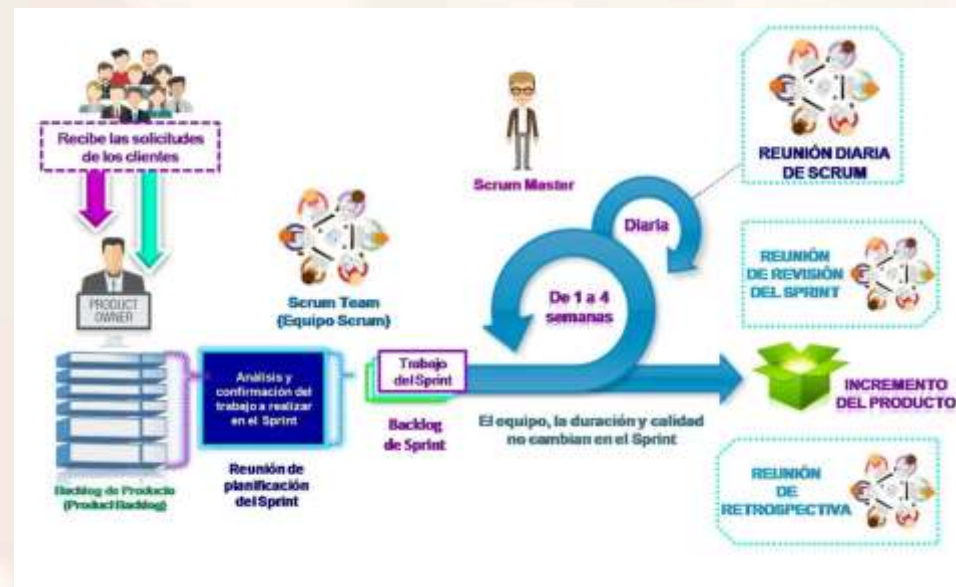 Recibe las solicitudes
de los clientes
PRODUCT
OWNER
Backlog de Producto
(Product Backlog)
Scrum Team
(Equipo Scrum)
Análisis y
confirmación del
trabajo a realizar
en el Sprint
Reunión de
planificación
del Sprint
Trabajo
del Sprint
Backlog
de Sprint
Scrum Master
Diaria
De 1 a 4
semanas
El equipo, la duración y calidad
no cambian en el Sprint
REUNIÓN DIARIA
DE SCRUM
REUNIÓN
DE REVISIÓN
DEL SPRINT
INCREMENTO
DEL PRODUCTO
REUNIÓN
DE
RETROSPECTIVA